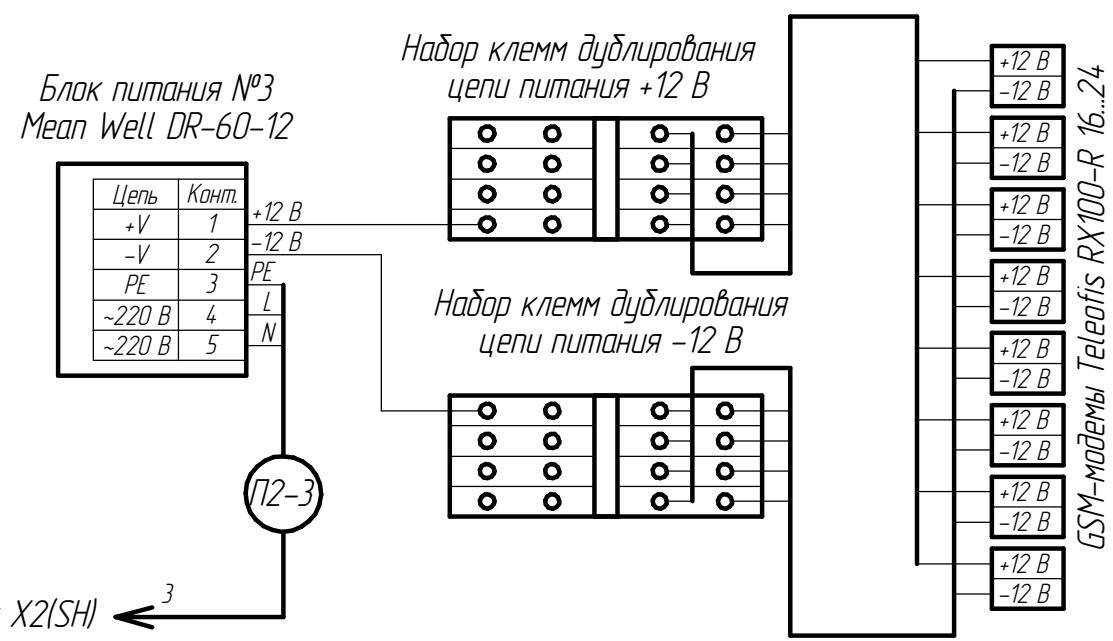 Блок питания №3
Mean Well DR-60-12
Цепь Конт.
+V 1
-V 2
PE 3
~220 В 4
~220 В 5
+12 В
-12 В
PE
L
N
П2-3
X2(SH)
3
Набор клемм дублирования
цепи питания +12 В
Набор клемм дублирования
цепи питания -12 В
+12 В
-12 В
+12 В
-12 В
+12 В
-12 В
+12 В
-12 В
+12 В
-12 В
+12 В
-12 В
+12 В
-12 В
+12 В
-12 В
GSM-модемы Teleofis RX100-R 16...24